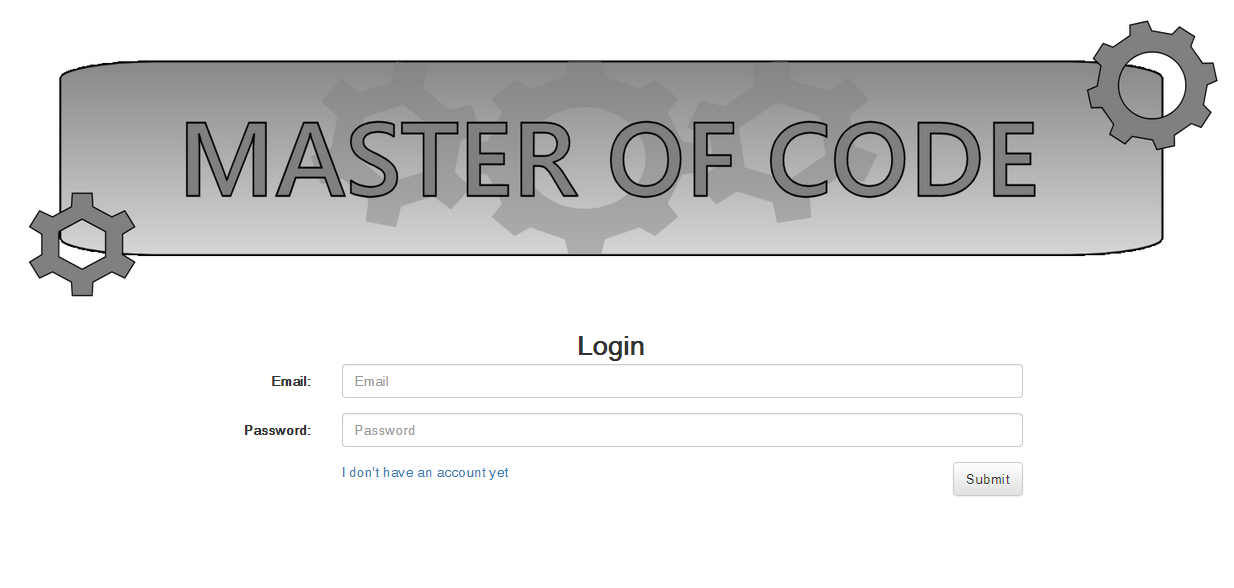 MASTER OF CODE
Login
Email:
Email
Password:
Password
I don't have an account yet
Submit